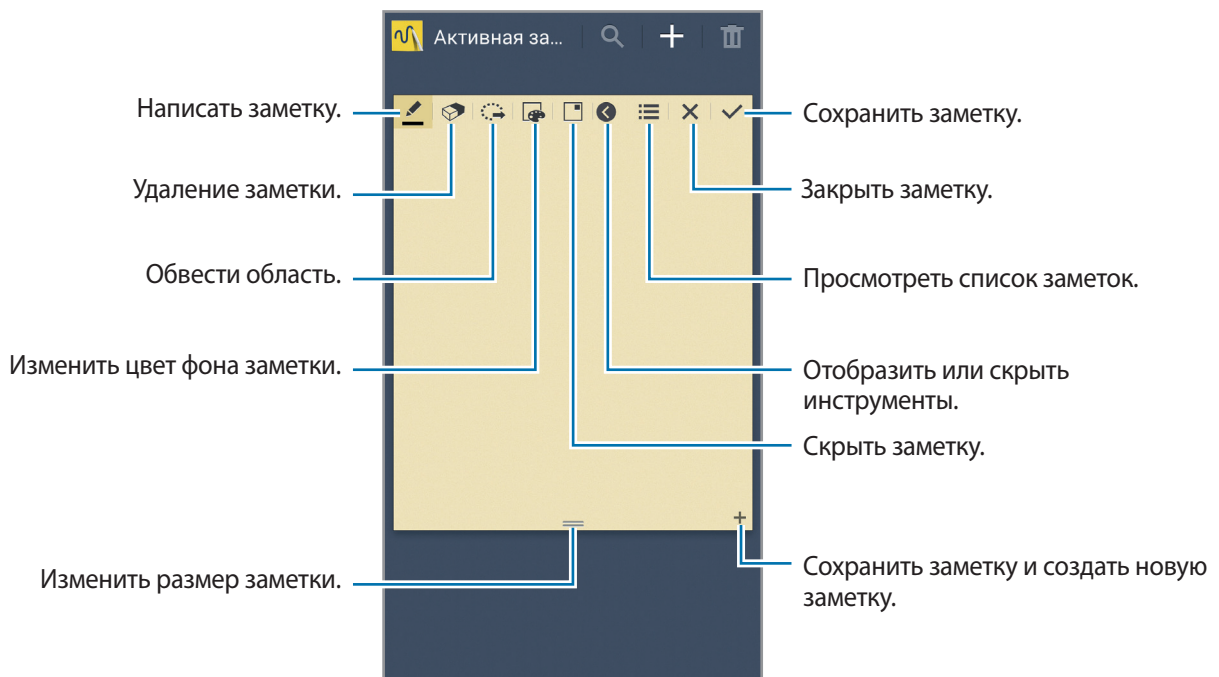 Активная за...
Написать заметку.
Сохранить заметку.
Удаление заметки.
Закрыть заметку.
Обвести область.
Просмотреть список заметок.
Изменить цвет фона заметки.
Отобразить или скрыть
инструменты.
Скрыть заметку.
Изменить размер заметки.
Сохранить заметку и создать новую
заметку.